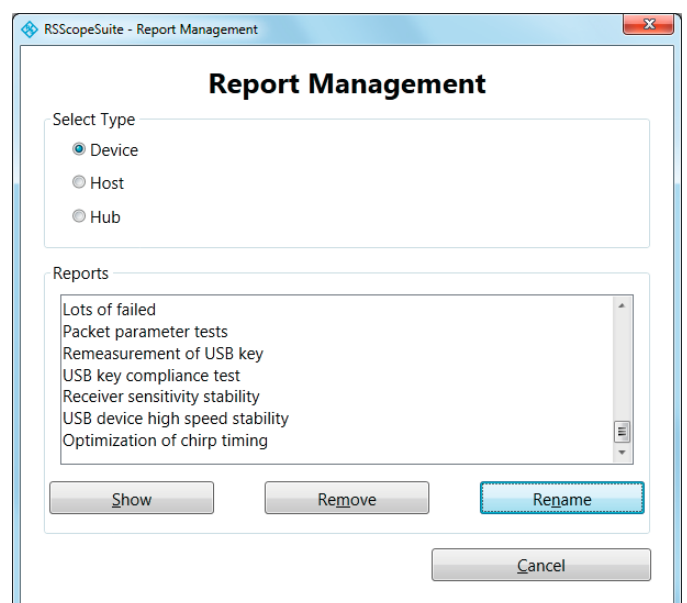 RSScopeSuite - Report Management
Report Management
Select Type
Device
Host
Hub
Reports
Lots of failed
Packet parameter tests
Remeasurement of USB key
USB key compliance test
Receiver sensitivity stability
USB device high speed stability
Optimization of chirp timing
Show
Remove
Rename
Cancel